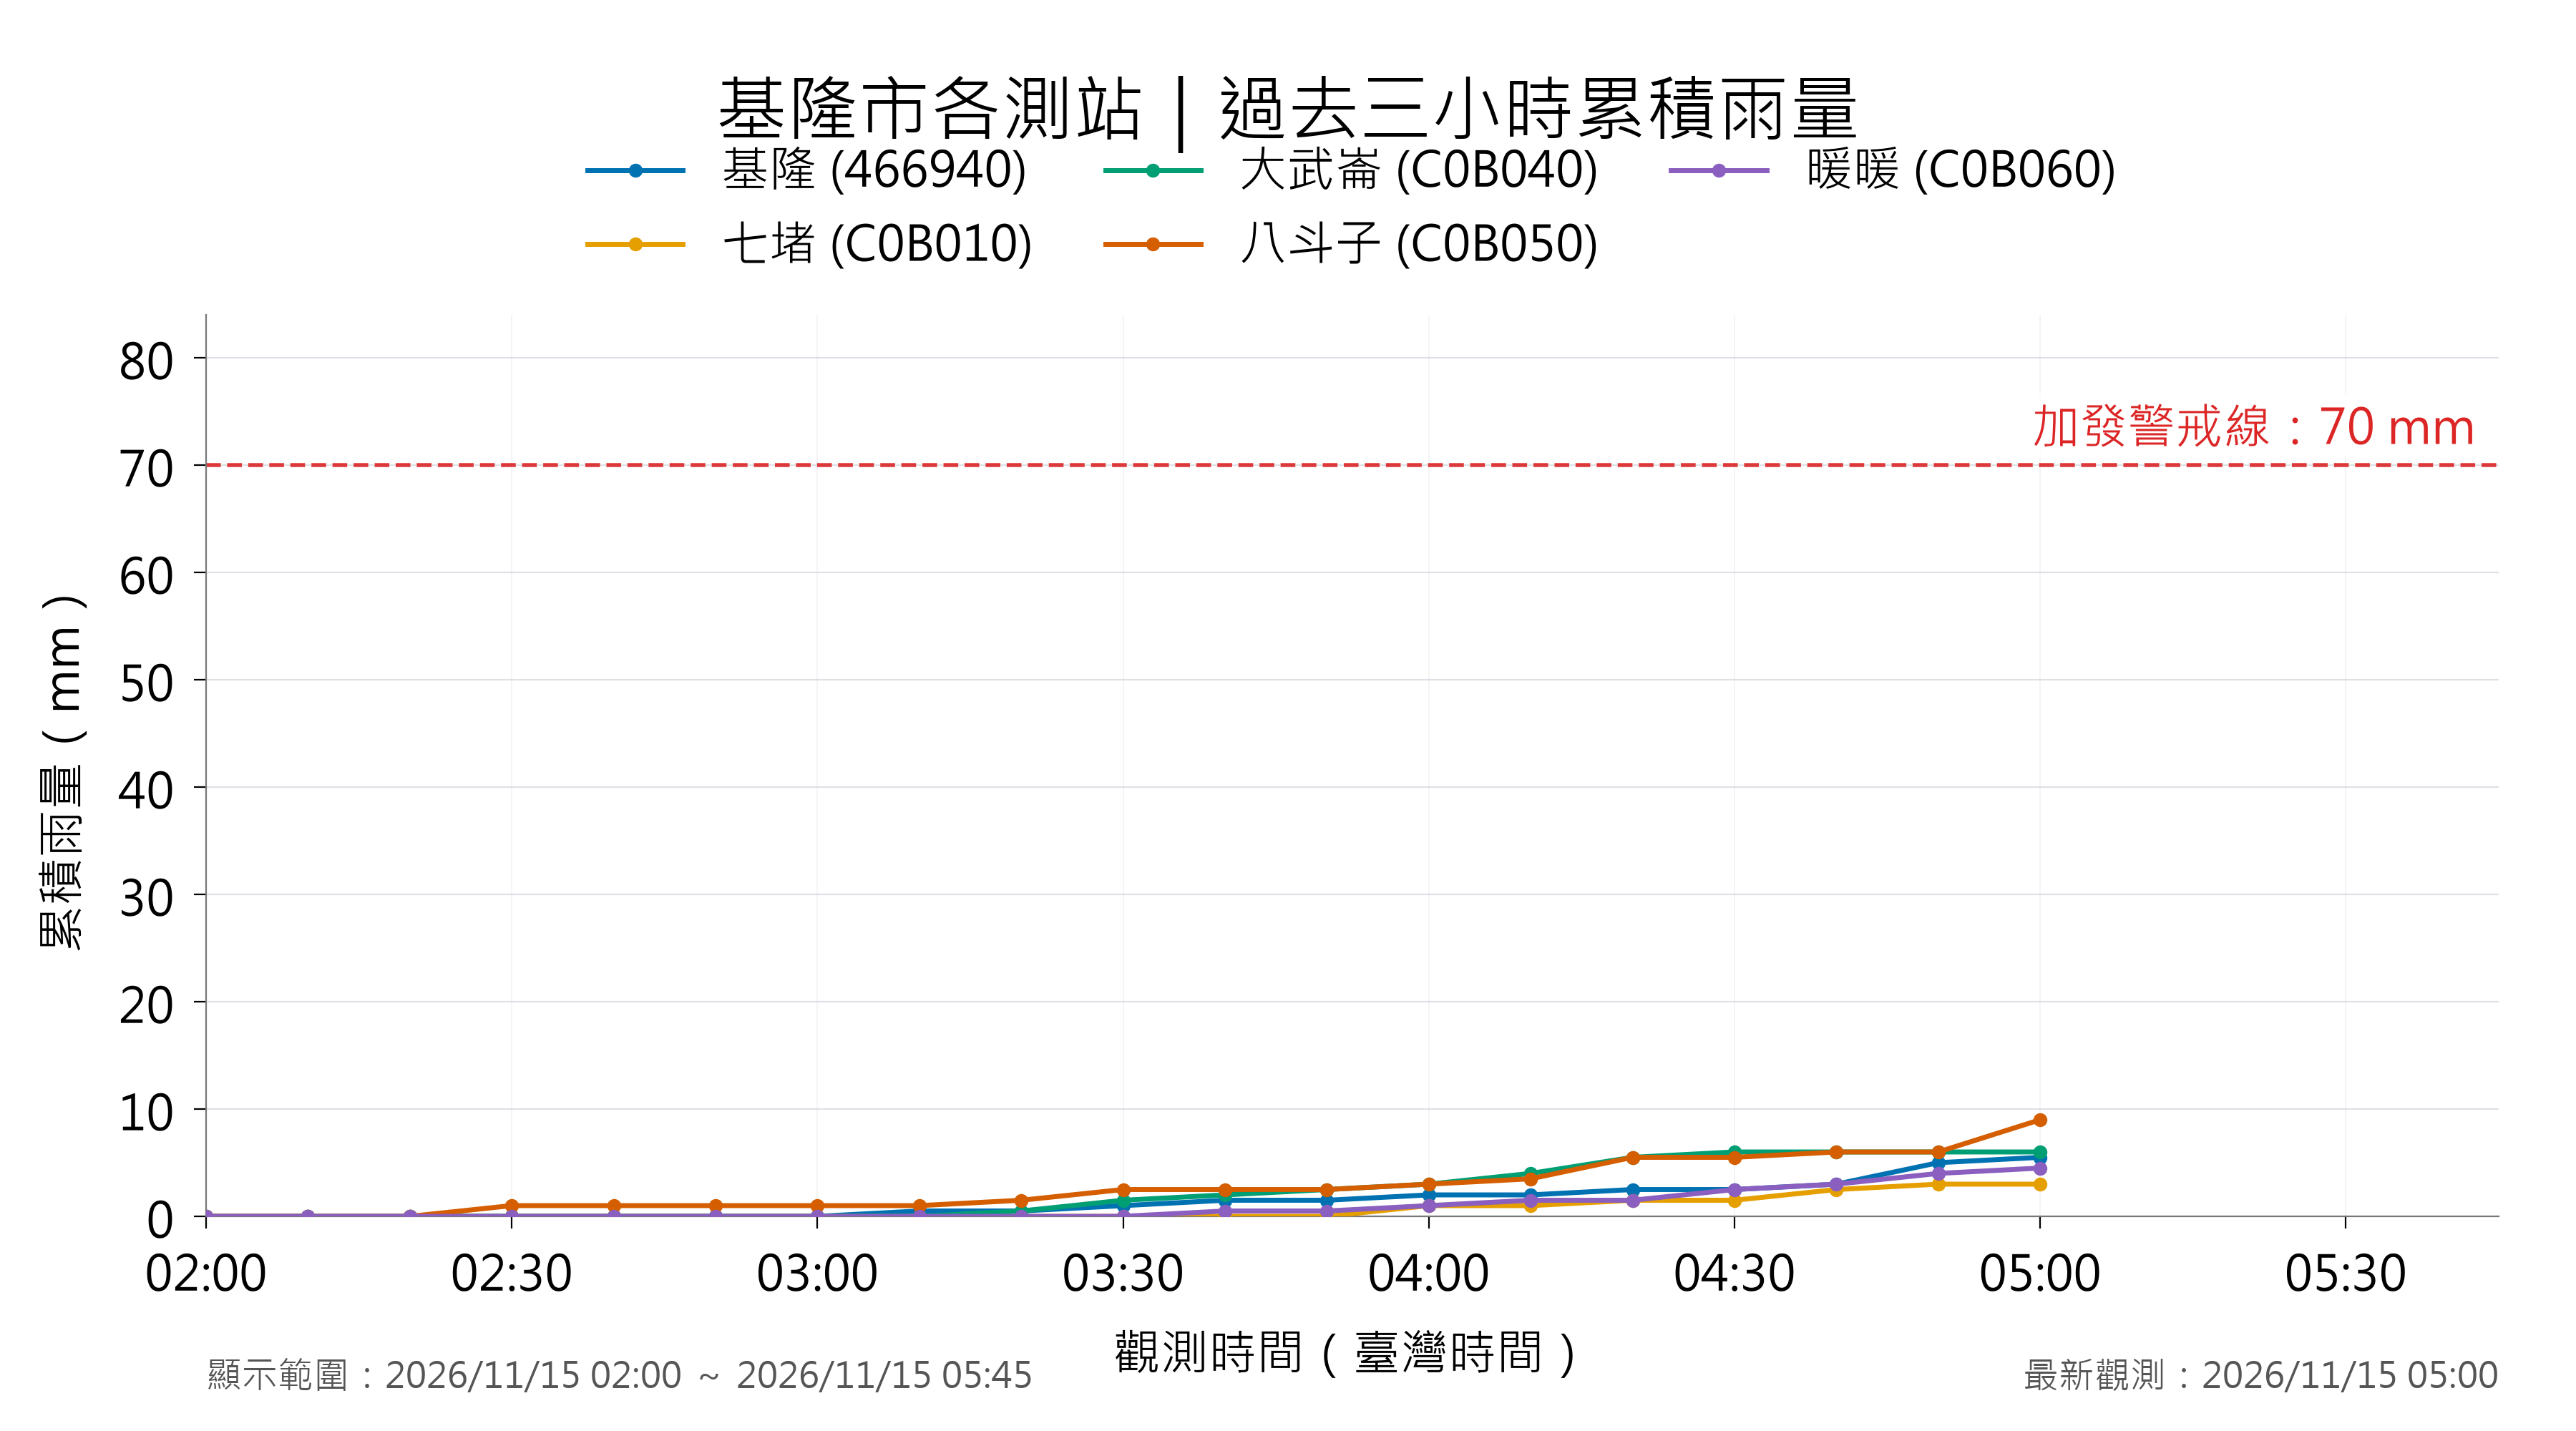 基隆市各測站｜過去三小時累積雨量
基隆 (466940)
大武崙 (C0B040)
暖暖 (C0B060)
七堵 (C0B010)
八斗子 (C0B050)
80
加發警戒線：70 mm
70
60
50
40
30
20
10
0
累積雨量（mm）
02:00
02:30
03:00
03:30
04:00
04:30
05:00
05:30
觀測時間（臺灣時間）
顯示範圍：2026/11/15 02:00 ~ 2026/11/15 05:45
最新觀測：2026/11/15 05:00